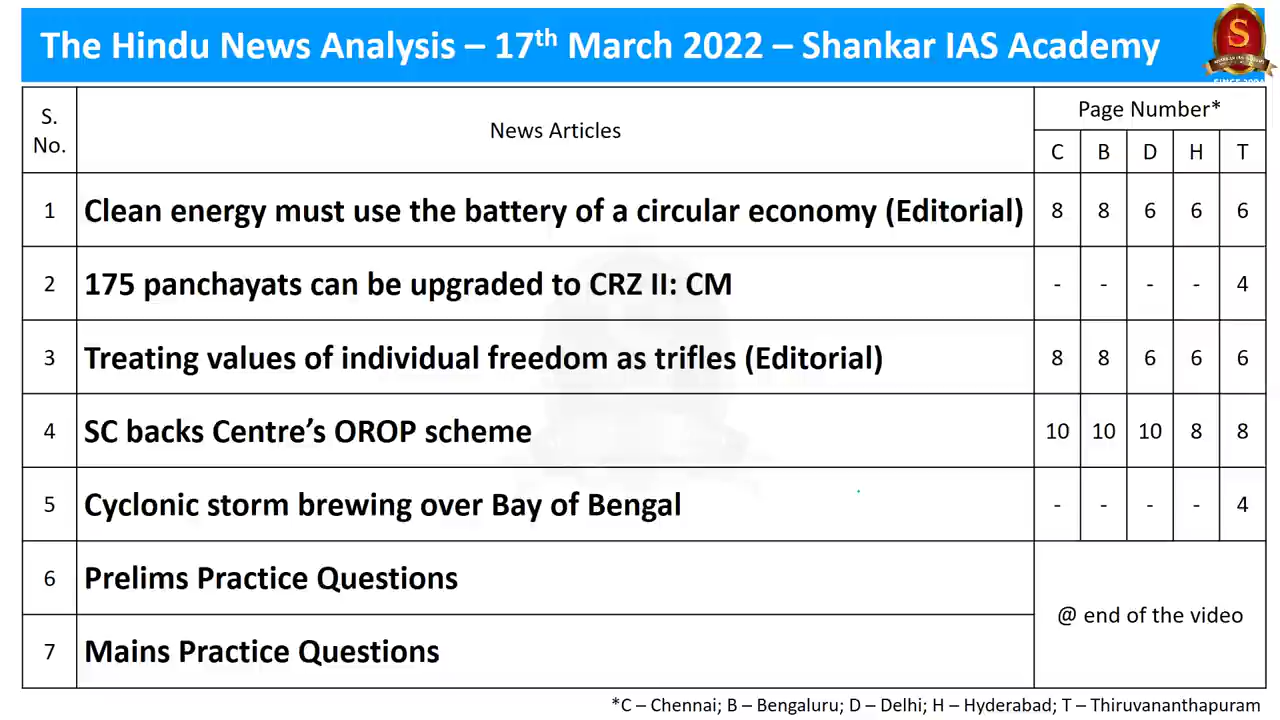 The Hindu News Analysis – 17th March 2022 – Shankar IAS Academy
S
S. No.
News Articles
Page Number*
C B D H T
1 Clean energy must use the battery of a circular economy (Editorial) 8 8 6 6 6
2 175 panchayats can be upgraded to CRZ II: CM - - - - 4
3 Treating values of individual freedom as trifles (Editorial) 8 8 6 6 6
4 SC backs Centre’s OROP scheme 10 10 10 8 8
5 Cyclonic storm brewing over Bay of Bengal - - - - 4
6 Prelims Practice Questions
@ end of the video
7 Mains Practice Questions
*C – Chennai; B – Bengaluru; D – Delhi; H – Hyderabad; T – Thiruvananthapuram